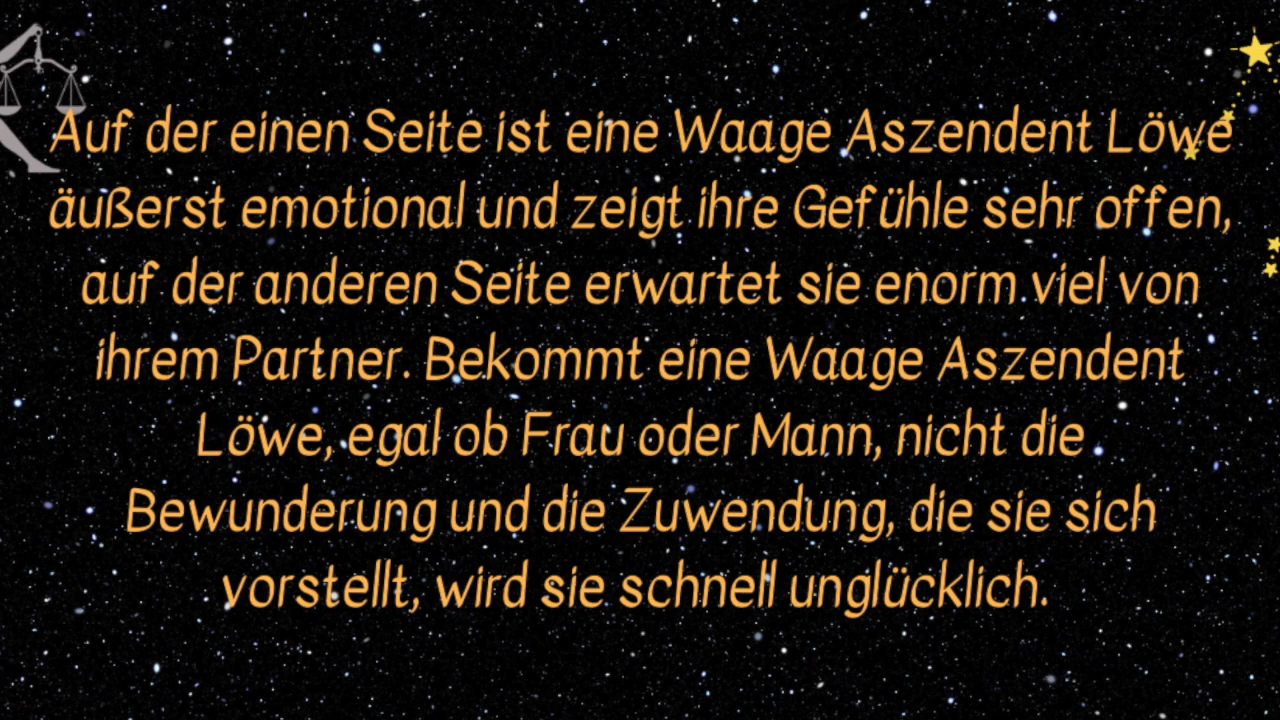 Auf der einen Seite ist eine Waage Aszendent Löwe
äußerst emotional und zeigt ihre Gefühle sehr offen,
auf der anderen Seite erwartet sie enorm viel von
ihrem Partner. Bekommt eine Waage Aszendent
Löwe, egal ob Frau oder Mann, nicht die
Bewunderung und die Zuwendung, die sie sich
vorstellt, wird sie schnell unglücklich.